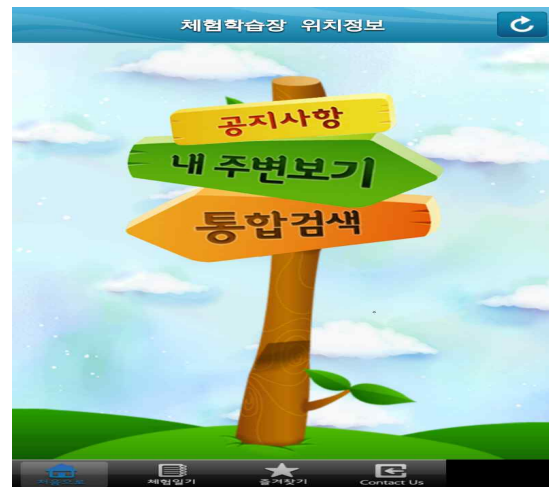 체험학습장 위치정보
공지사항
내 주변보기
통합검색
체험일기
즐겨찾기
Contact Us